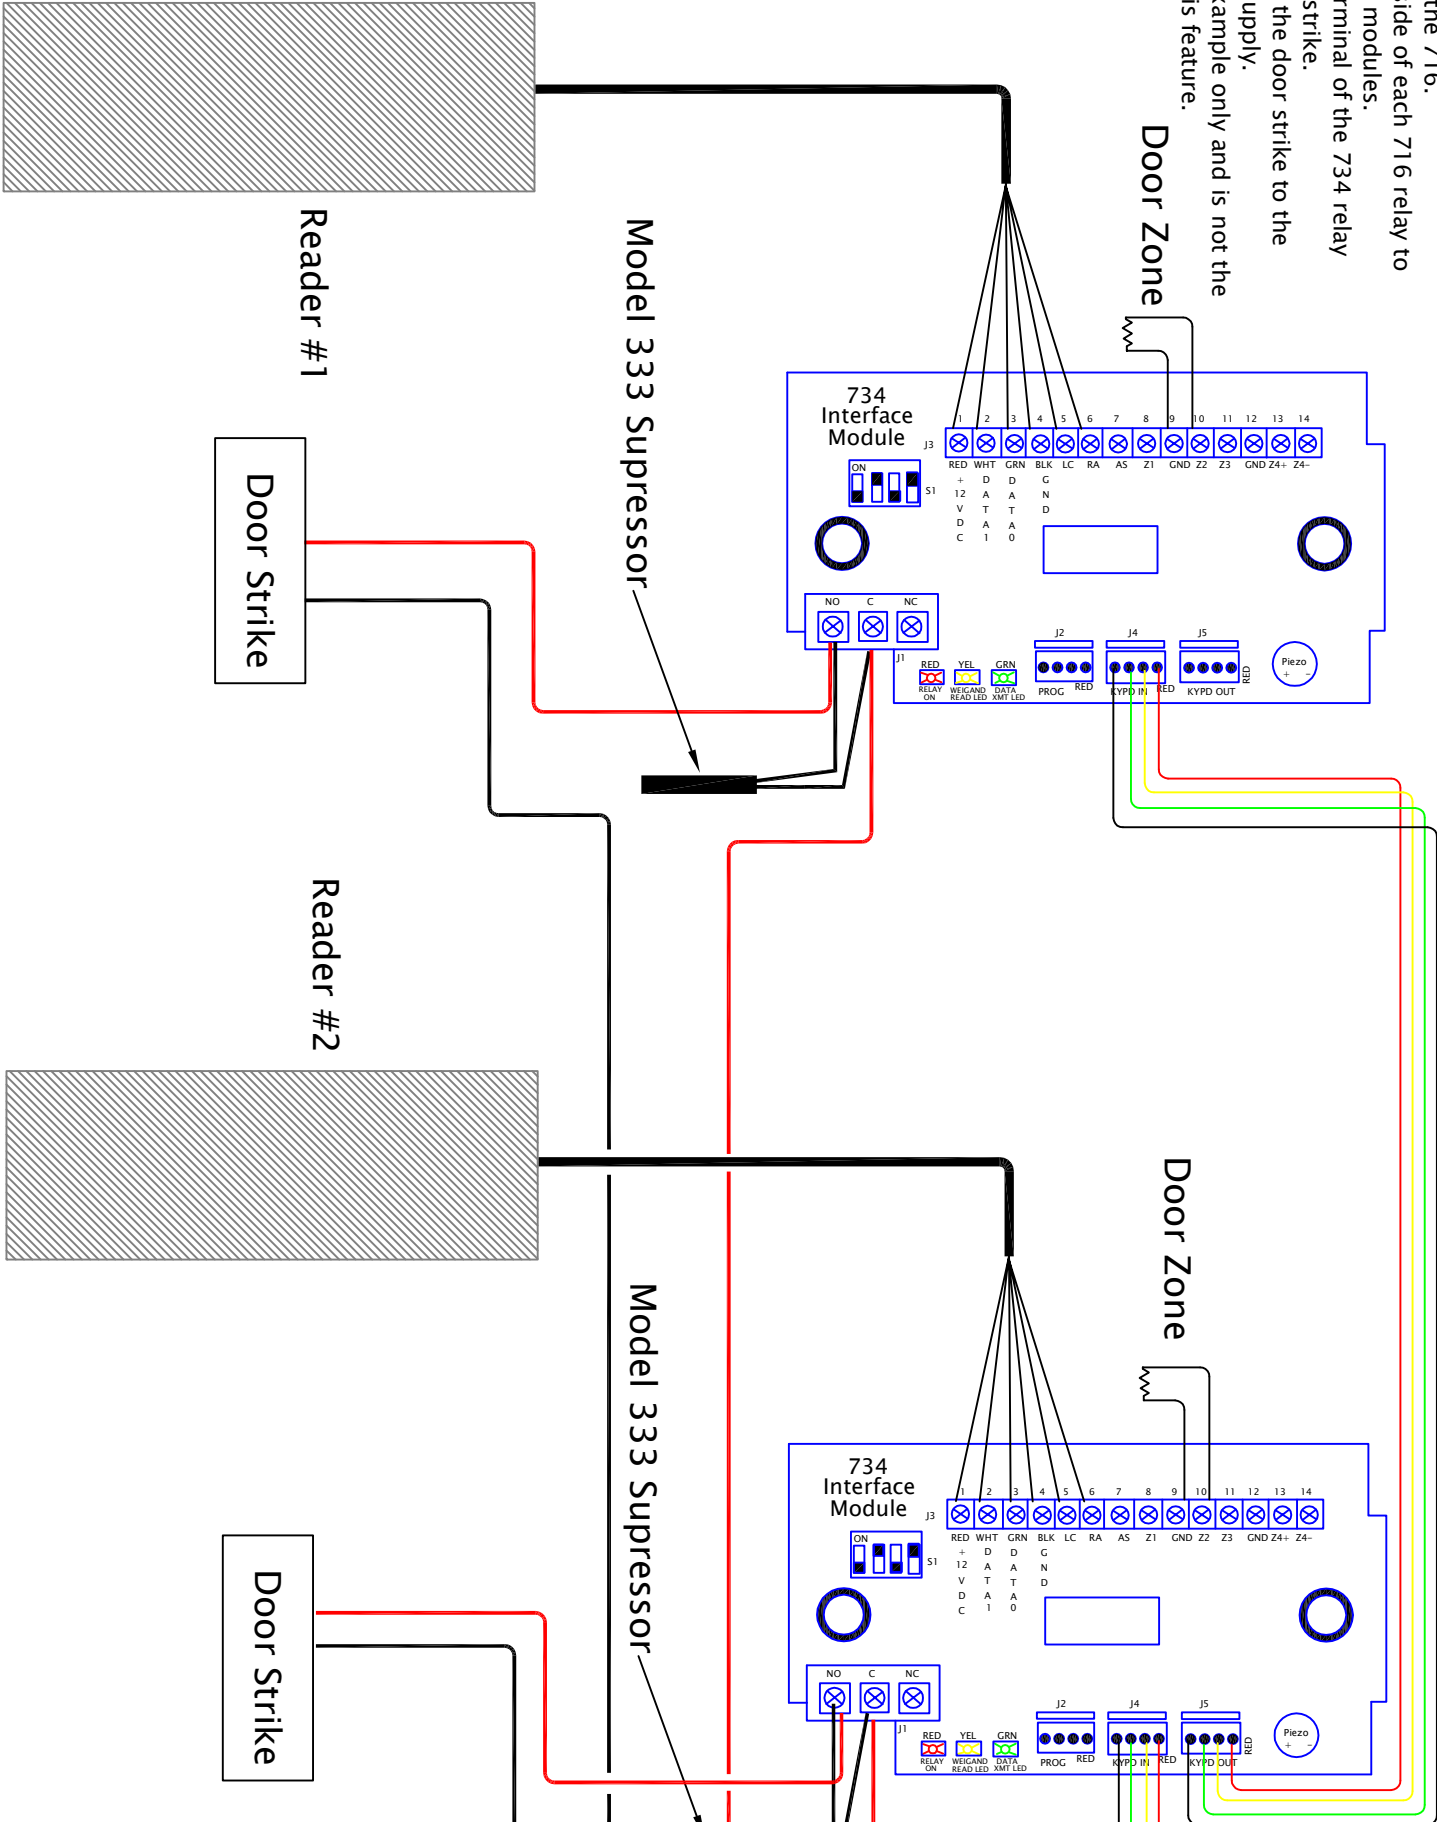 the 716.
side of each 716 relay to
modules.
rminal of the 734 relay
strike.
the door strike to the
upply.
xample only and is not the
is feature.
Door Zone
Reader #1
Model 333 Supressor
Door Strike
734
Interface
Module
1 2 3 4 5 6 7 8 9 10 11 12 13 14
J3
RED WHT GRN BLK LC RA AS Z1 GND Z2 Z3 GND Z4+ Z4-
+12VDC
DATA1
DATA0
GND
ON
S1
NO C NC
J1
RED YEL GRN
RELAY ON
WEIGAND READ LED
DATA XMT LED
J2 J4 J5
PROG RED
KYPD IN RED
KYPD OUT RED
Piezo
+ -
Reader #2
Door Zone
Model 333 Supressor
Door Strike
734
Interface
Module
1 2 3 4 5 6 7 8 9 10 11 12 13 14
J3
RED WHT GRN BLK LC RA AS Z1 GND Z2 Z3 GND Z4+ Z4-
+12VDC
DATA1
DATA0
GND
ON
S1
NO C NC
J1
RED YEL GRN
RELAY ON
WEIGAND READ LED
DATA XMT LED
J2 J4 J5
PROG RED
KYPD IN RED
KYPD OUT RED
Piezo
+ -